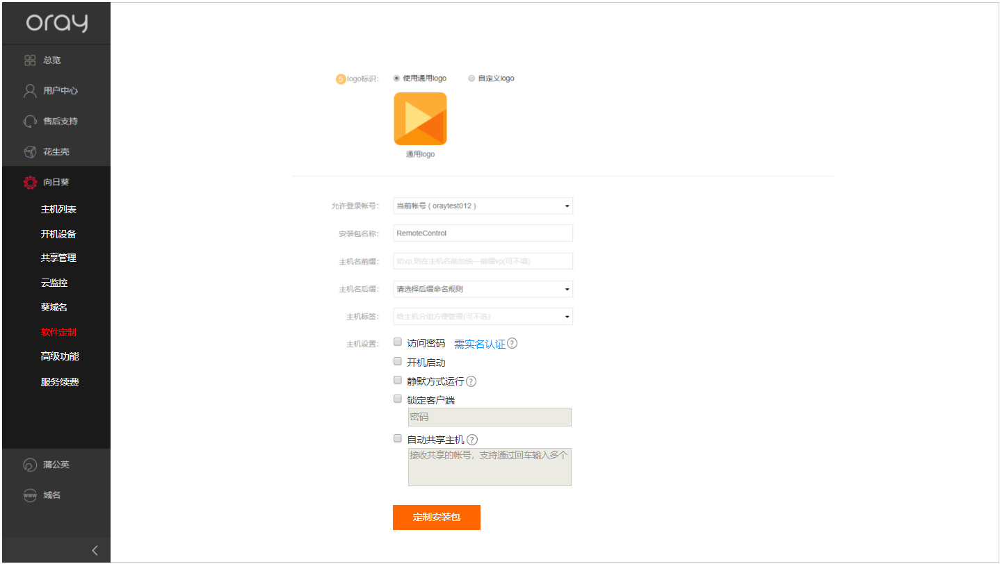 oray
总览
用户中心
售后支持
花生壳
向日葵
主机列表
开机设备
共享管理
云监控
葵域名
软件定制
高级功能
服务续费
蒲公英
www 域名
6 logo标识： 使用通用logo 自定义logo
通用logo
允许登录帐号： 当前帐号 ( oraytest012 )
安装包名称： RemoteControl
主机名前缀： 如vp,则在主机名前加统一前缀vp(可不填)
主机名后缀： 请选择后缀命名规则
主机标签： 给主机分组方便管理(可不选)
主机设置： 访问密码 需实名认证 ?
开机启动
静默方式运行 ?
锁定客户端
密码
自动共享主机 ?
接收共享的帐号，支持通过回车输入多个
定制安装包